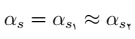 α_s = α_{s۱} ≈ α_{s۲}